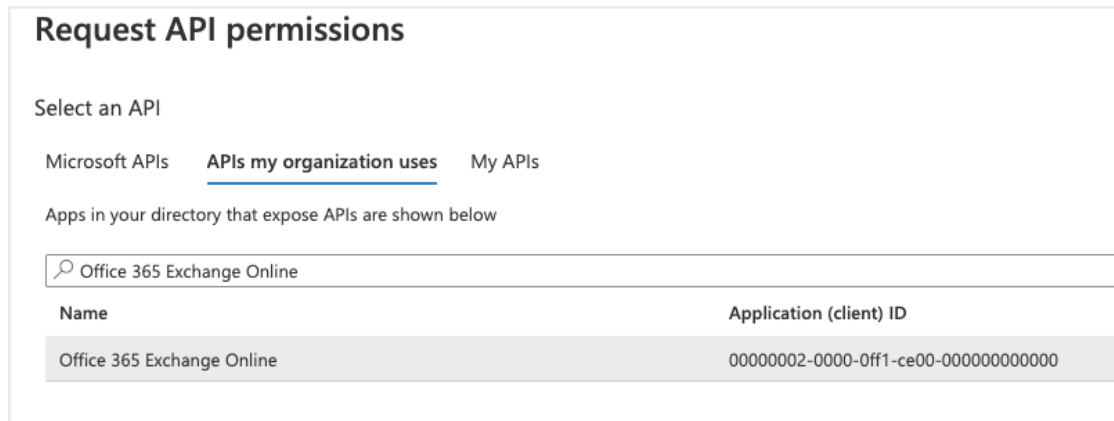 Request API permissions
Select an API
Microsoft APIs APIs my organization uses My APIs
Apps in your directory that expose APIs are shown below
Office 365 Exchange Online
Name Application (client) ID
Office 365 Exchange Online 00000002-0000-0ff1-ce00-000000000000